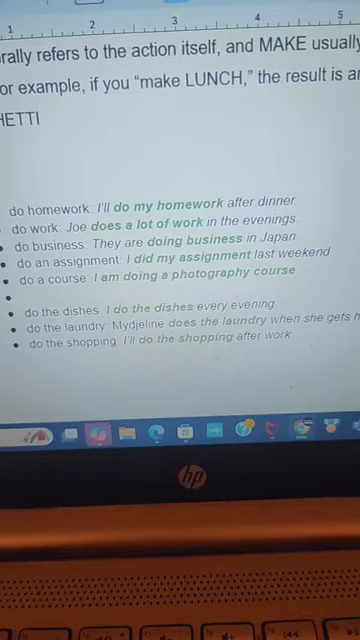 1 2 3 4 5
rally refers to the action itself, and MAKE usually
or example, if you “make LUNCH,” the result is an
HETTI
do homework: I'll do my homework after dinner.
do work: Joe does a lot of work in the evenings.
do business: They are doing business in Japan
do an assignment: I did my assignment last weekend
do a course: I am doing a photography course.
do the dishes: I do the dishes every evening
do the laundry: Mydjeline does the laundry when she gets h
do the shopping: I'll do the shopping after work.
hp